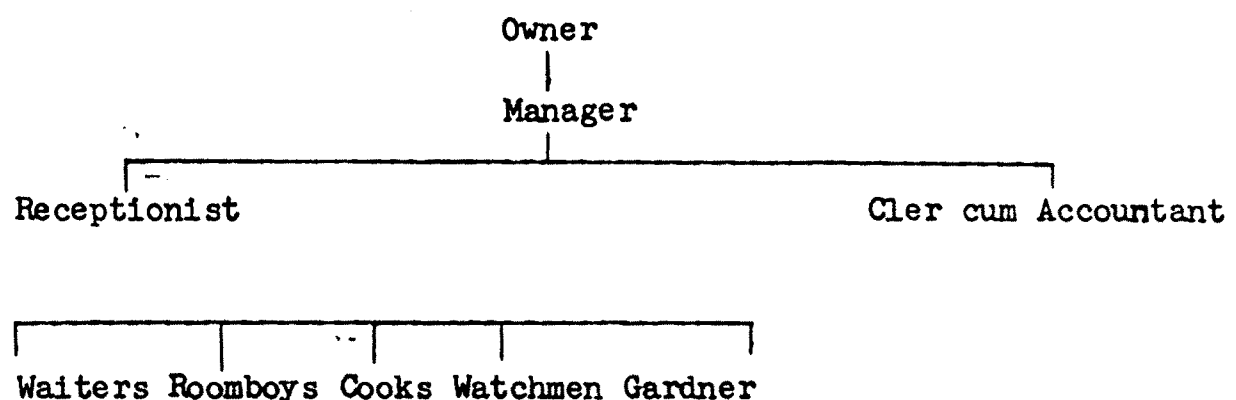 Owner
Manager
Receptionist Cler cum Accountant
Waiters Roomboys Cooks Watchmen Gardner